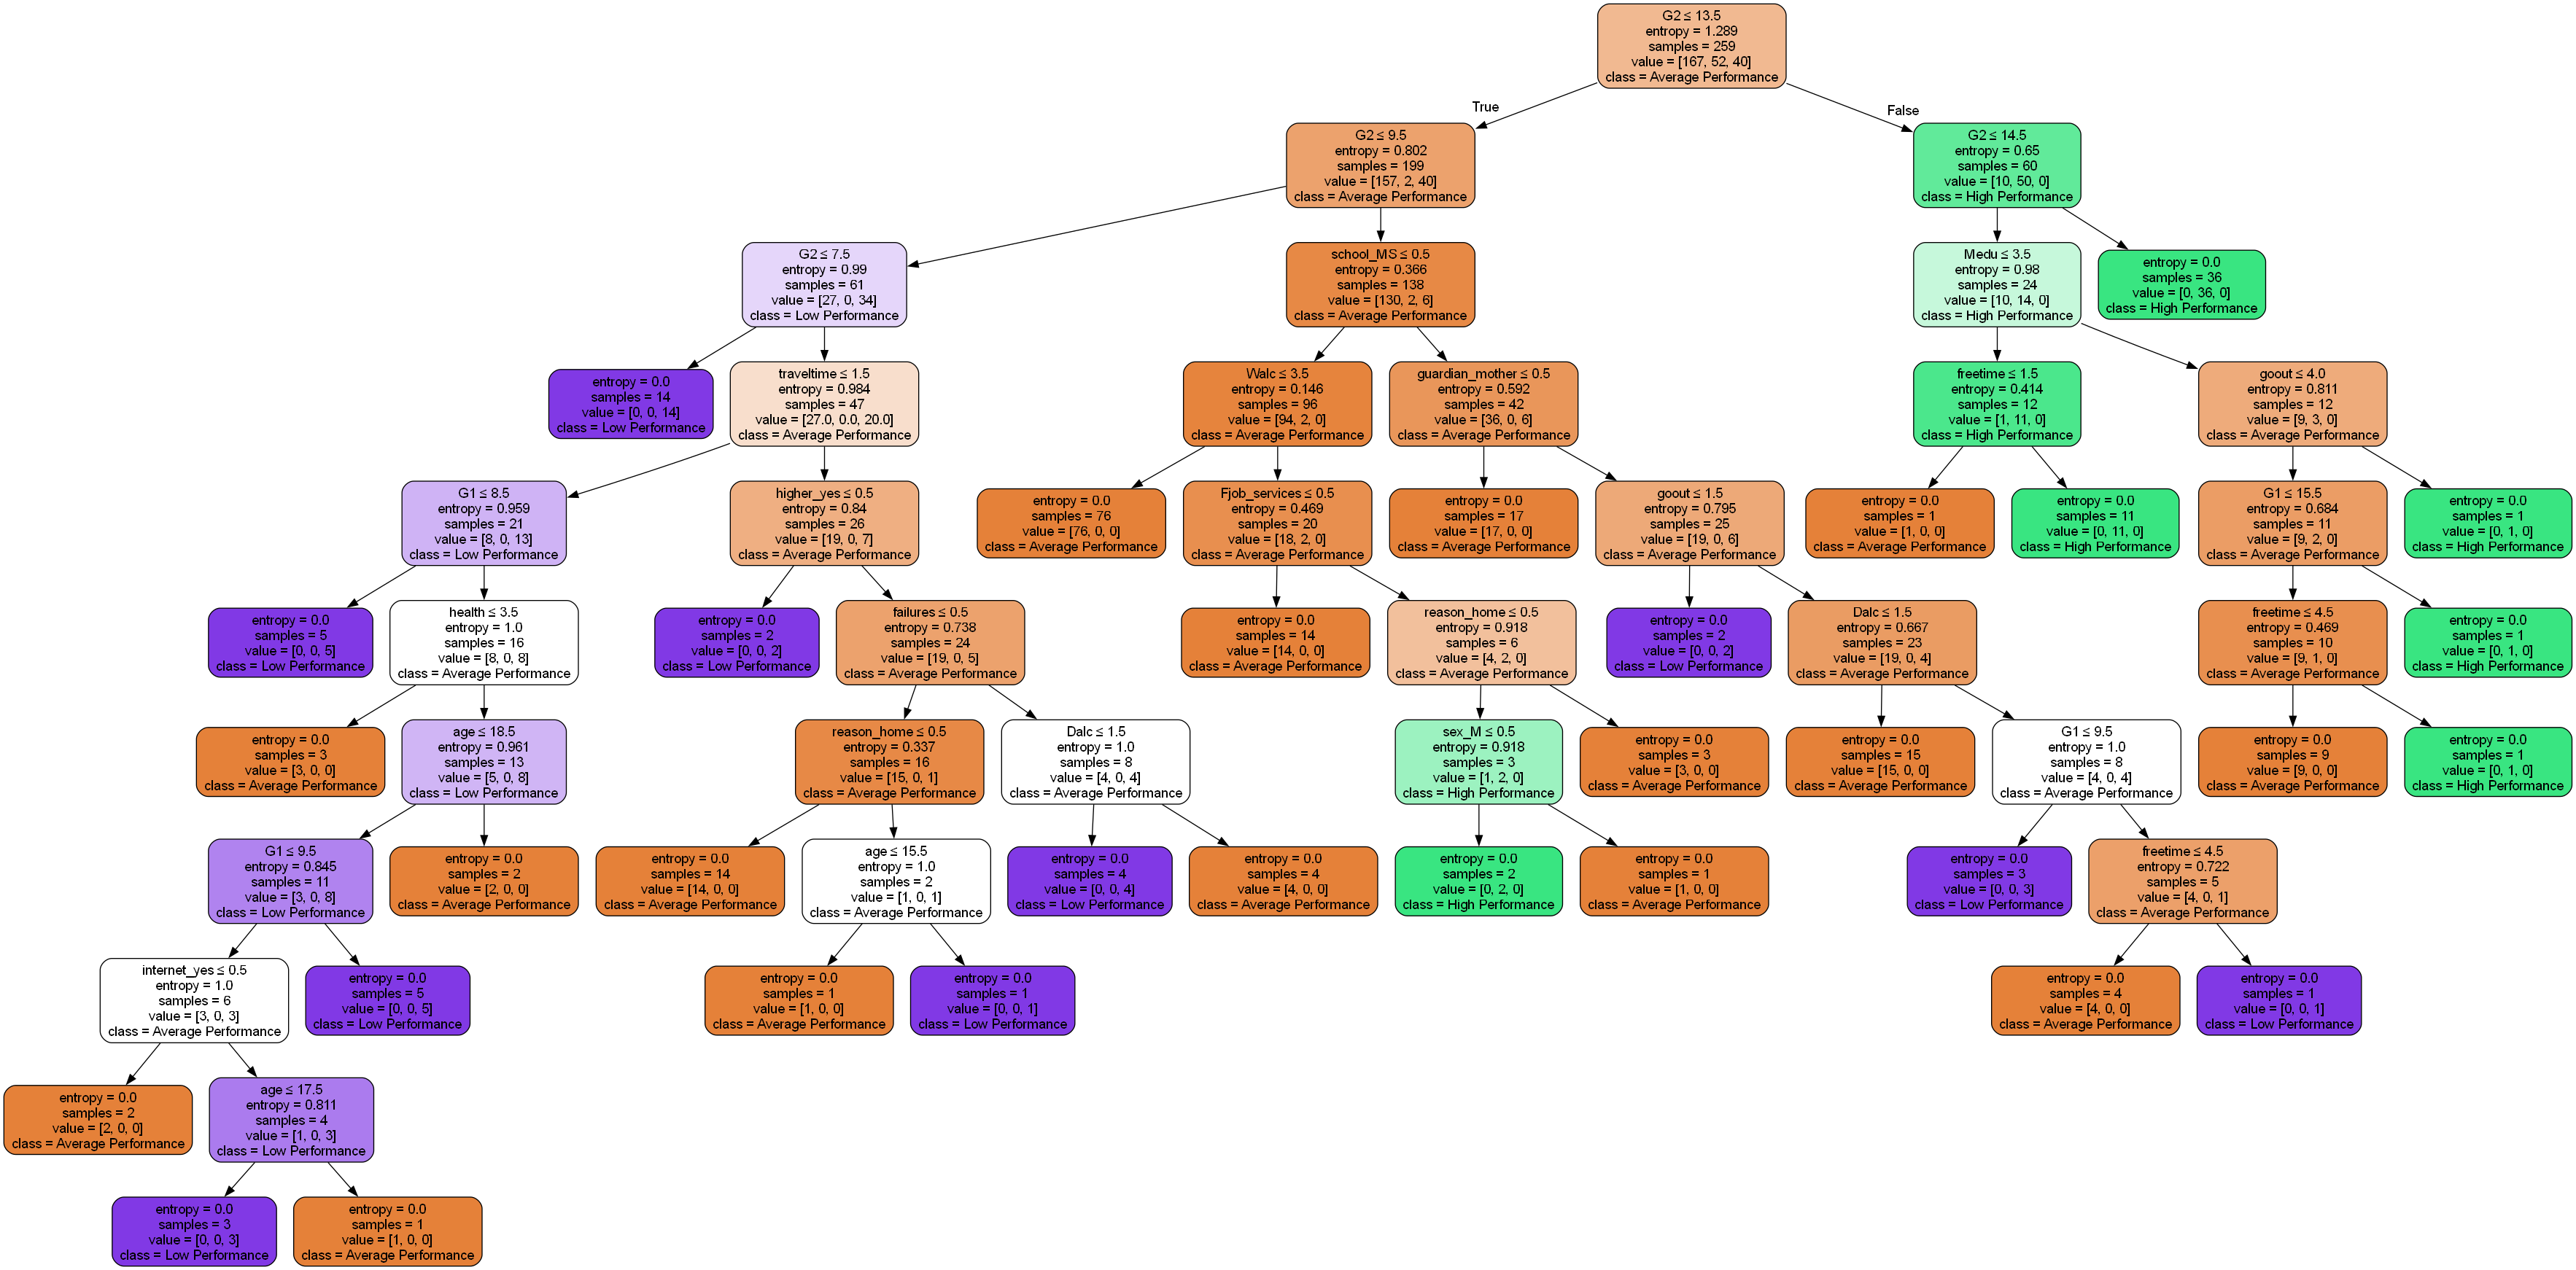 G2 ≤ 13.5
entropy = 1.289
samples = 259
value = [167, 52, 40]
class = Average Performance
True
False
G2 ≤ 9.5
entropy = 0.802
samples = 199
value = [157, 2, 40]
class = Average Performance
G2 ≤ 14.5
entropy = 0.65
samples = 60
value = [10, 50, 0]
class = High Performance
G2 ≤ 7.5
entropy = 0.99
samples = 61
value = [27, 0, 34]
class = Low Performance
school_MS ≤ 0.5
entropy = 0.366
samples = 138
value = [130, 2, 6]
class = Average Performance
Medu ≤ 3.5
entropy = 0.98
samples = 24
value = [10, 14, 0]
class = High Performance
entropy = 0.0
samples = 36
value = [0, 36, 0]
class = High Performance
entropy = 0.0
samples = 14
value = [0, 0, 14]
class = Low Performance
traveltime ≤ 1.5
entropy = 0.984
samples = 47
value = [27.0, 0.0, 20.0]
class = Average Performance
Walc ≤ 3.5
entropy = 0.146
samples = 96
value = [94, 2, 0]
class = Average Performance
guardian_mother ≤ 0.5
entropy = 0.592
samples = 42
value = [36, 0, 6]
class = Average Performance
freetime ≤ 1.5
entropy = 0.414
samples = 12
value = [1, 11, 0]
class = High Performance
goout ≤ 4.0
entropy = 0.811
samples = 12
value = [9, 3, 0]
class = Average Performance
G1 ≤ 8.5
entropy = 0.959
samples = 21
value = [8, 0, 13]
class = Low Performance
higher_yes ≤ 0.5
entropy = 0.84
samples = 26
value = [19, 0, 7]
class = Average Performance
entropy = 0.0
samples = 76
value = [76, 0, 0]
class = Average Performance
Fjob_services ≤ 0.5
entropy = 0.469
samples = 20
value = [18, 2, 0]
class = Average Performance
entropy = 0.0
samples = 17
value = [17, 0, 0]
class = Average Performance
goout ≤ 1.5
entropy = 0.795
samples = 25
value = [19, 0, 6]
class = Average Performance
entropy = 0.0
samples = 1
value = [1, 0, 0]
class = Average Performance
entropy = 0.0
samples = 11
value = [0, 11, 0]
class = High Performance
G1 ≤ 15.5
entropy = 0.684
samples = 11
value = [9, 2, 0]
class = Average Performance
entropy = 0.0
samples = 1
value = [0, 1, 0]
class = High Performance
entropy = 0.0
samples = 5
value = [0, 0, 5]
class = Low Performance
health ≤ 3.5
entropy = 1.0
samples = 16
value = [8, 0, 8]
class = Average Performance
entropy = 0.0
samples = 2
value = [0, 0, 2]
class = Low Performance
failures ≤ 0.5
entropy = 0.738
samples = 24
value = [19, 0, 5]
class = Average Performance
entropy = 0.0
samples = 14
value = [14, 0, 0]
class = Average Performance
reason_home ≤ 0.5
entropy = 0.918
samples = 6
value = [4, 2, 0]
class = Average Performance
entropy = 0.0
samples = 2
value = [0, 0, 2]
class = Low Performance
Dalc ≤ 1.5
entropy = 0.667
samples = 23
value = [19, 0, 4]
class = Average Performance
freetime ≤ 4.5
entropy = 0.469
samples = 10
value = [9, 1, 0]
class = Average Performance
entropy = 0.0
samples = 1
value = [0, 1, 0]
class = High Performance
entropy = 0.0
samples = 3
value = [3, 0, 0]
class = Average Performance
age ≤ 18.5
entropy = 0.961
samples = 13
value = [5, 0, 8]
class = Low Performance
reason_home ≤ 0.5
entropy = 0.337
samples = 16
value = [15, 0, 1]
class = Average Performance
Dalc ≤ 1.5
entropy = 1.0
samples = 8
value = [4, 0, 4]
class = Average Performance
sex_M ≤ 0.5
entropy = 0.918
samples = 3
value = [1, 2, 0]
class = High Performance
entropy = 0.0
samples = 3
value = [3, 0, 0]
class = Average Performance
entropy = 0.0
samples = 15
value = [15, 0, 0]
class = Average Performance
G1 ≤ 9.5
entropy = 1.0
samples = 8
value = [4, 0, 4]
class = Average Performance
entropy = 0.0
samples = 9
value = [9, 0, 0]
class = Average Performance
entropy = 0.0
samples = 1
value = [0, 1, 0]
class = High Performance
G1 ≤ 9.5
entropy = 0.845
samples = 11
value = [3, 0, 8]
class = Low Performance
entropy = 0.0
samples = 2
value = [2, 0, 0]
class = Average Performance
entropy = 0.0
samples = 14
value = [14, 0, 0]
class = Average Performance
age ≤ 15.5
entropy = 1.0
samples = 2
value = [1, 0, 1]
class = Average Performance
entropy = 0.0
samples = 4
value = [0, 0, 4]
class = Low Performance
entropy = 0.0
samples = 4
value = [4, 0, 0]
class = Average Performance
entropy = 0.0
samples = 2
value = [0, 2, 0]
class = High Performance
entropy = 0.0
samples = 1
value = [1, 0, 0]
class = Average Performance
entropy = 0.0
samples = 3
value = [0, 0, 3]
class = Low Performance
freetime ≤ 4.5
entropy = 0.722
samples = 5
value = [4, 0, 1]
class = Average Performance
internet_yes ≤ 0.5
entropy = 1.0
samples = 6
value = [3, 0, 3]
class = Average Performance
entropy = 0.0
samples = 5
value = [0, 0, 5]
class = Low Performance
entropy = 0.0
samples = 1
value = [1, 0, 0]
class = Average Performance
entropy = 0.0
samples = 1
value = [0, 0, 1]
class = Low Performance
entropy = 0.0
samples = 4
value = [4, 0, 0]
class = Average Performance
entropy = 0.0
samples = 1
value = [0, 0, 1]
class = Low Performance
entropy = 0.0
samples = 2
value = [2, 0, 0]
class = Average Performance
age ≤ 17.5
entropy = 0.811
samples = 4
value = [1, 0, 3]
class = Low Performance
entropy = 0.0
samples = 3
value = [0, 0, 3]
class = Low Performance
entropy = 0.0
samples = 1
value = [1, 0, 0]
class = Average Performance